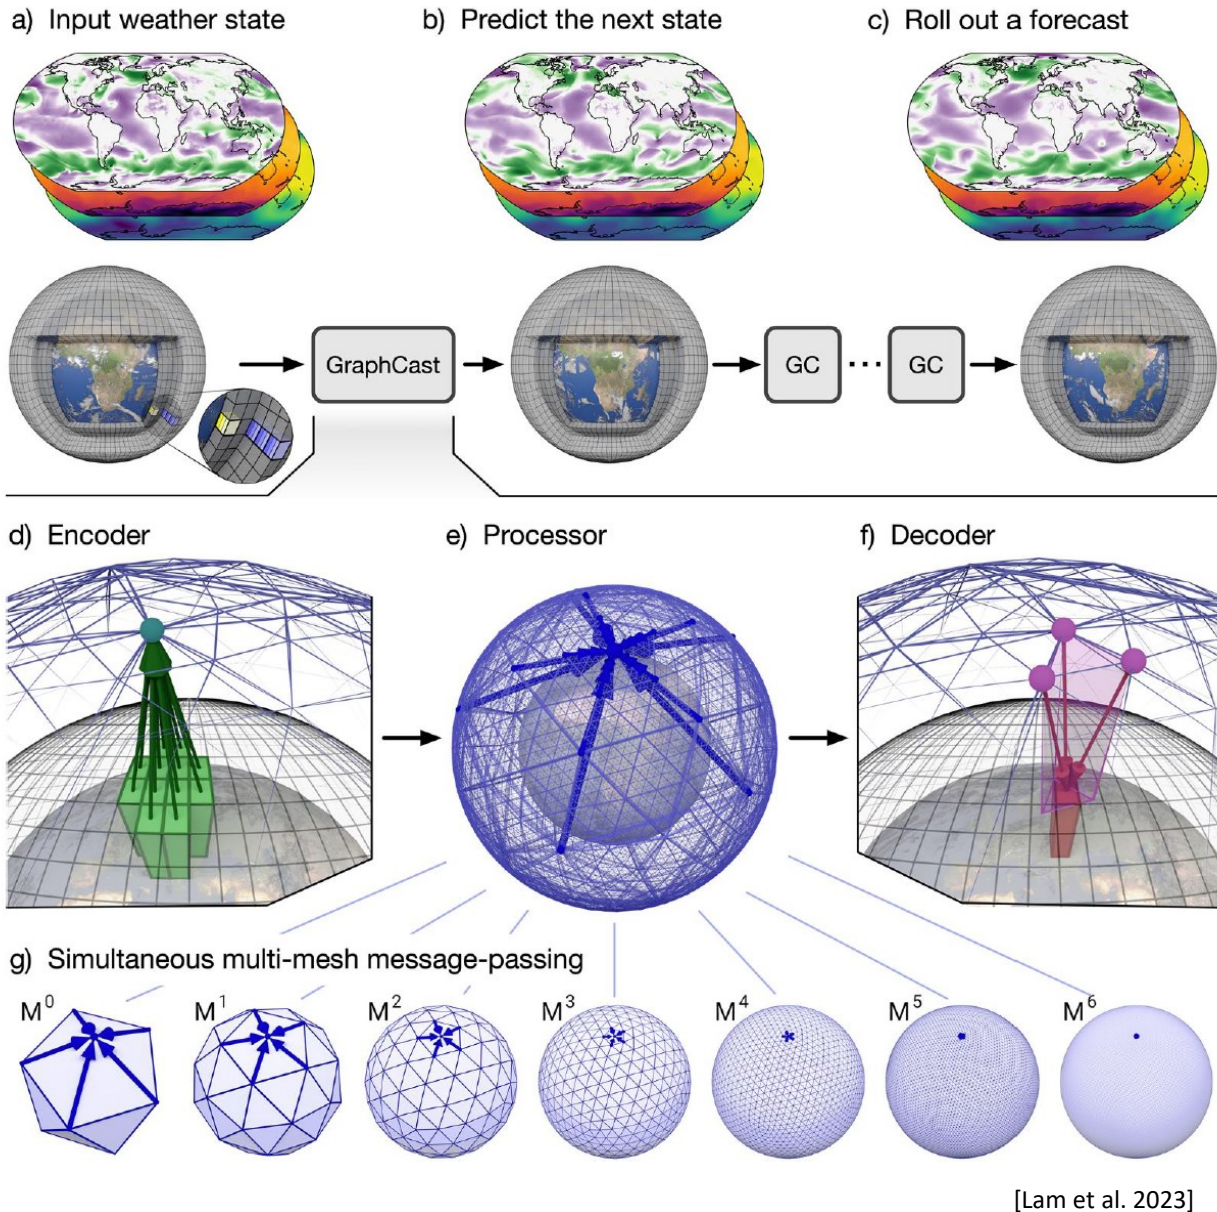 a) Input weather state
b) Predict the next state
c) Roll out a forecast
GraphCast
GC
...
GC
d) Encoder
e) Processor
f) Decoder
g) Simultaneous multi-mesh message-passing
M⁰
M¹
M²
M³
M⁴
M⁵
M⁶
[Lam et al. 2023]